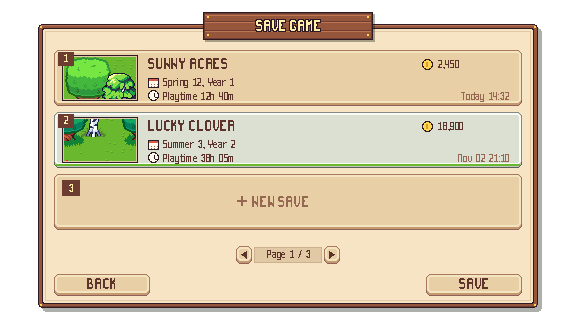 SAVE GAME
1
SUNNY ACRES
2,450
Spring 12, Year 1
Playtime 12h 40m
Today 14:32
2
LUCKY CLOVER
18,900
Summer 3, Year 2
Playtime 38h 05m
Nov 02 21:10
3
+ NEW SAVE
Page 1 / 3
BACK
SAVE